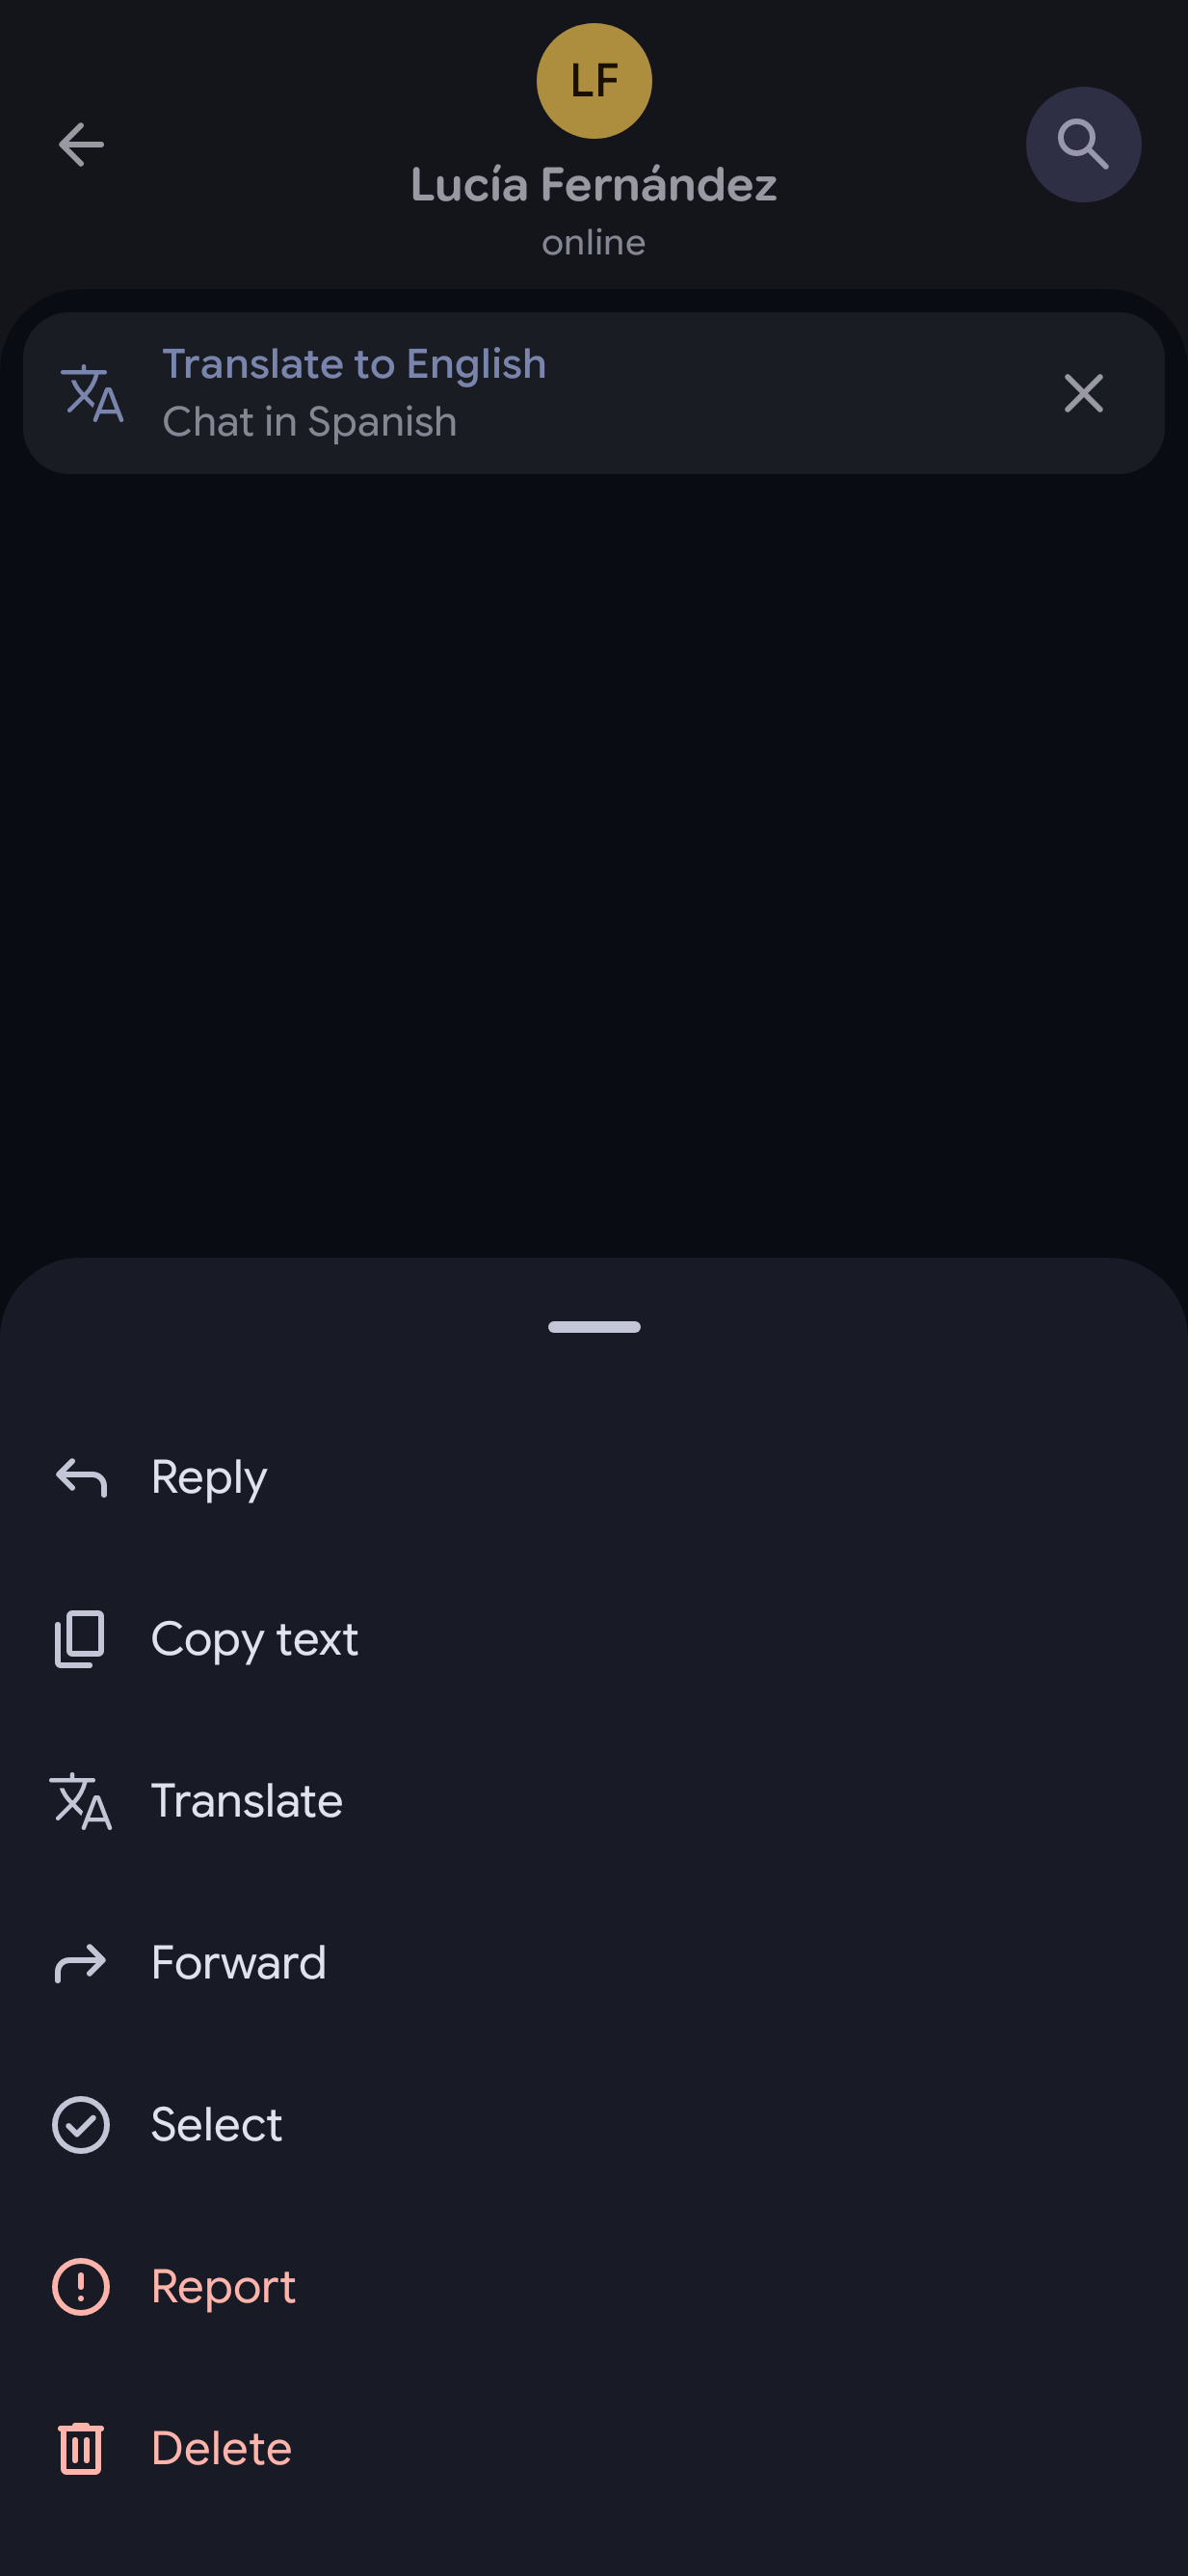 LF
Lucía Fernández
online
Translate to English
Chat in Spanish
Reply
Copy text
Translate
Forward
Select
Report
Delete